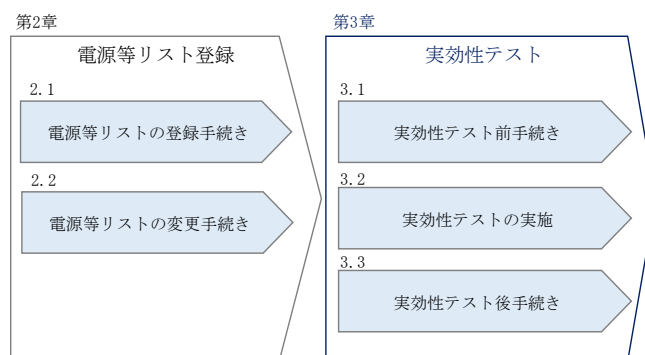 第2章
電源等リスト登録
2.1
電源等リストの登録手続き
2.2
電源等リストの変更手続き
第3章
実効性テスト
3.1
実効性テスト前手続き
3.2
実効性テストの実施
3.3
実効性テスト後手続き